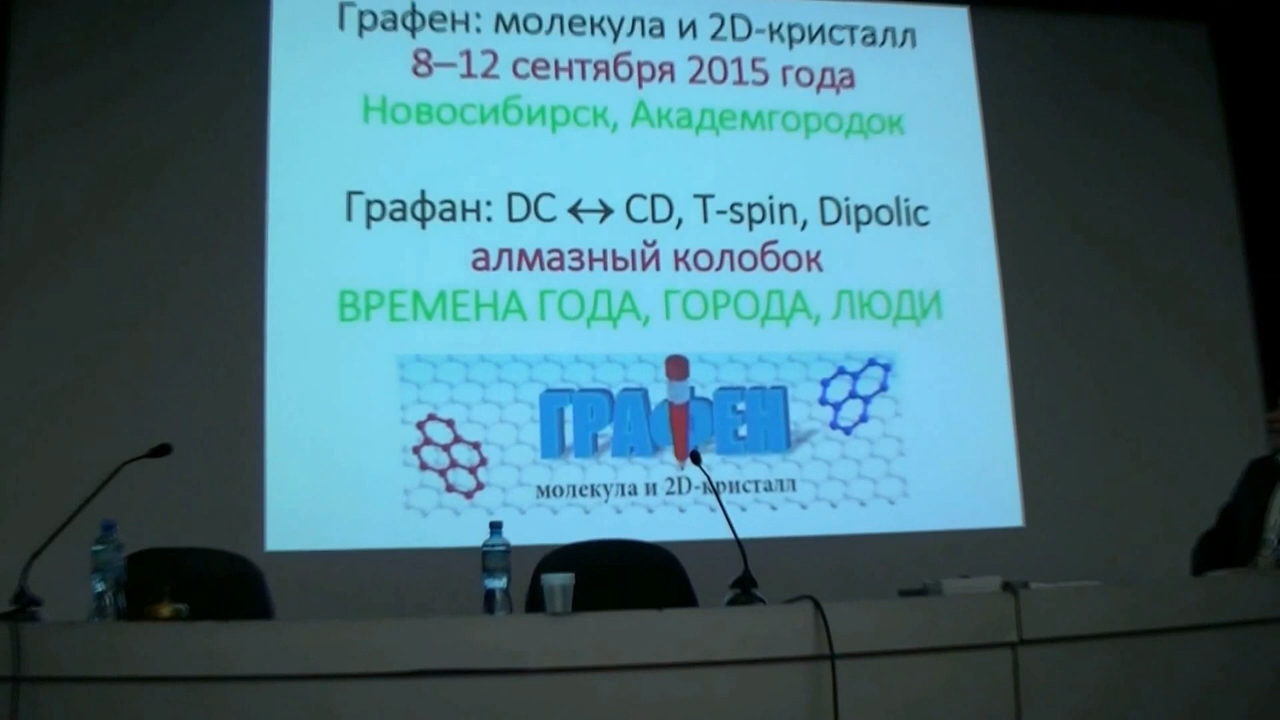 Графен: молекула и 2D-кристалл
8–12 сентября 2015 года
Новосибирск, Академгородок
Графан: DC ↔ CD, T-spin, Dipolic
алмазный колобок
ВРЕМЕНА ГОДА, ГОРОДА, ЛЮДИ
ГРАФЕН
молекула и 2D-кристалл